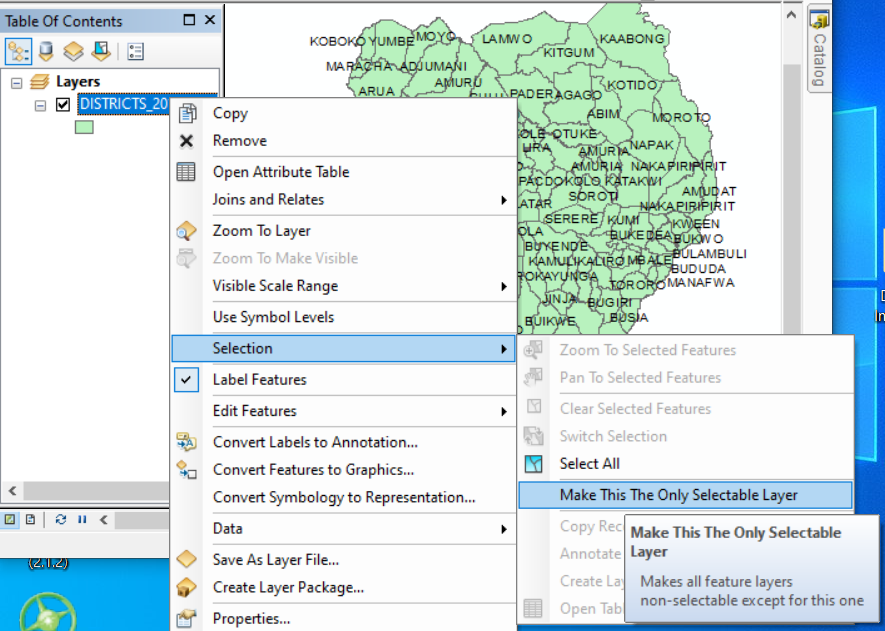 Table Of Contents
Layers
DISTRICTS_20
Catalog
KOBOKO YUMBE MOYO LAMWO KAABONG
KITGUM
MARACHA ADJUMANI
AMURU KOTIDO
ARUA PADER AGAGO
ABIM MOROTO
OTUKE
AMURIA NAPAK
AMURIA NAKAPIRIPIRIT
KATAKWI
AMUDAT
SOROTI
NAKAPIRIPIRIT
SERERE KUMI KWEEN
BUKEDEA BUKWO
BUYENDE BULAMBULI
KALIRO MBALE
BUDUDA
TORORO MANAFWA
JINJA BUGIRI
BUIKWE BUSIA
Copy
Remove
Open Attribute Table
Joins and Relates
Zoom To Layer
Zoom To Make Visible
Visible Scale Range
Use Symbol Levels
Selection
Label Features
Edit Features
Convert Labels to Annotation...
Convert Features to Graphics...
Convert Symbology to Representation...
Data
Save As Layer File...
Create Layer Package...
Properties...
Zoom To Selected Features
Pan To Selected Features
Clear Selected Features
Switch Selection
Select All
Make This The Only Selectable Layer
Copy Rec
Annotate
Create Lay
Open Tabl
Make This The Only Selectable
Layer
Makes all feature layers
non-selectable except for this one
(2.1.2)